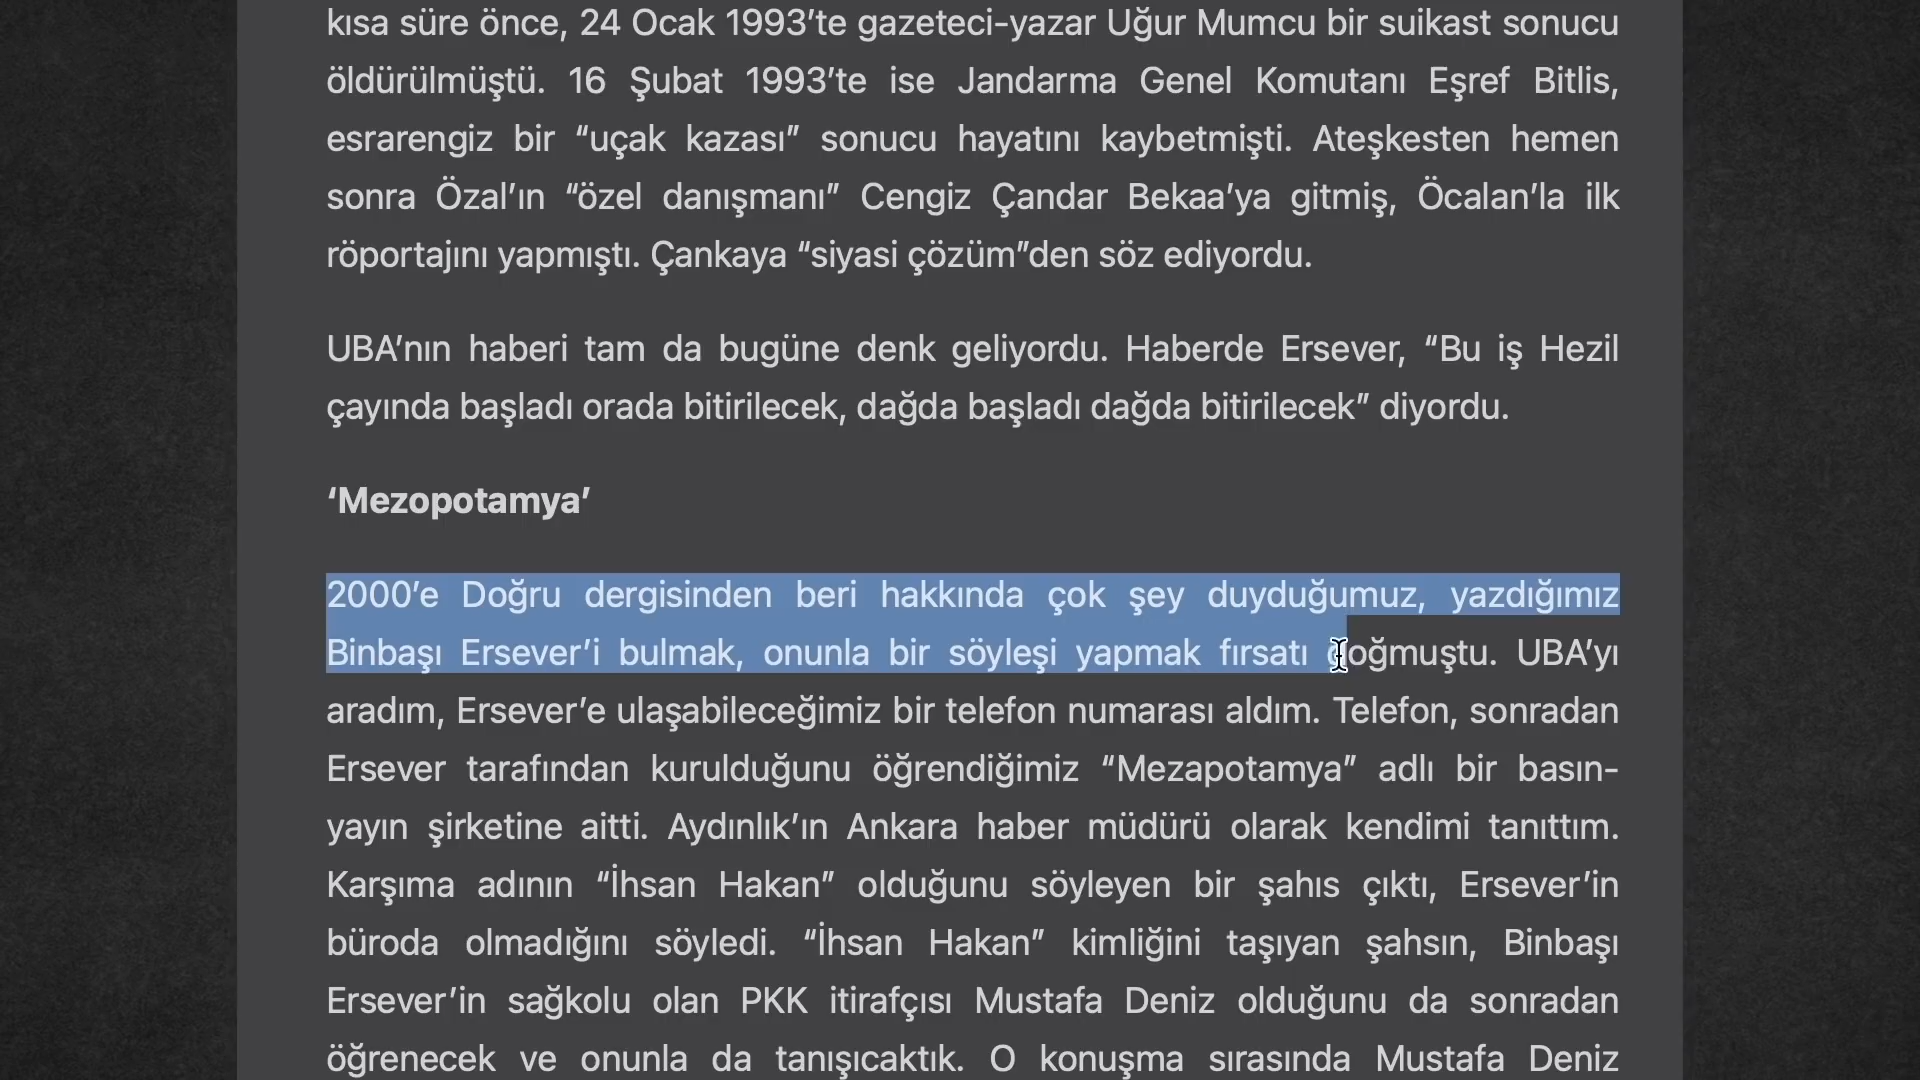 kısa süre önce, 24 Ocak 1993’te gazeteci-yazar Uğur Mumcu bir suikast sonucu
öldürülmüştü. 16 Şubat 1993’te ise Jandarma Genel Komutanı Eşref Bitlis,
esrarengiz bir “uçak kazası” sonucu hayatını kaybetmişti. Ateşkesten hemen
sonra Özal’ın “özel danışmanı” Cengiz Çandar Bekaa’ya gitmiş, Öcalan’la ilk
röportajını yapmıştı. Çankaya “siyasi çözüm”den söz ediyordu.
UBA’nın haberi tam da bugüne denk geliyordu. Haberde Ersever, “Bu iş Hezil
çayında başladı orada bitirilecek, dağda başladı dağda bitirilecek” diyordu.
‘Mezopotamya’
2000’e Doğru dergisinden beri hakkında çok şey duyduğumuz, yazdığımız
Binbaşı Ersever’i bulmak, onunla bir söyleşi yapmak fırsatı doğmuştu. UBA’yı
aradım, Ersever’e ulaşabileceğimiz bir telefon numarası aldım. Telefon, sonradan
Ersever tarafından kurulduğunu öğrendiğimiz “Mezapotamya” adlı bir basın-
yayın şirketine aitti. Aydınlık’ın Ankara haber müdürü olarak kendimi tanıttım.
Karşıma adının “İhsan Hakan” olduğunu söyleyen bir şahıs çıktı, Ersever’in
büroda olmadığını söyledi. “İhsan Hakan” kimliğini taşıyan şahsın, Binbaşı
Ersever’in sağkolu olan PKK itirafçısı Mustafa Deniz olduğunu da sonradan
öğrenecek ve onunla da tanışıcaktık. O konuşma sırasında Mustafa Deniz